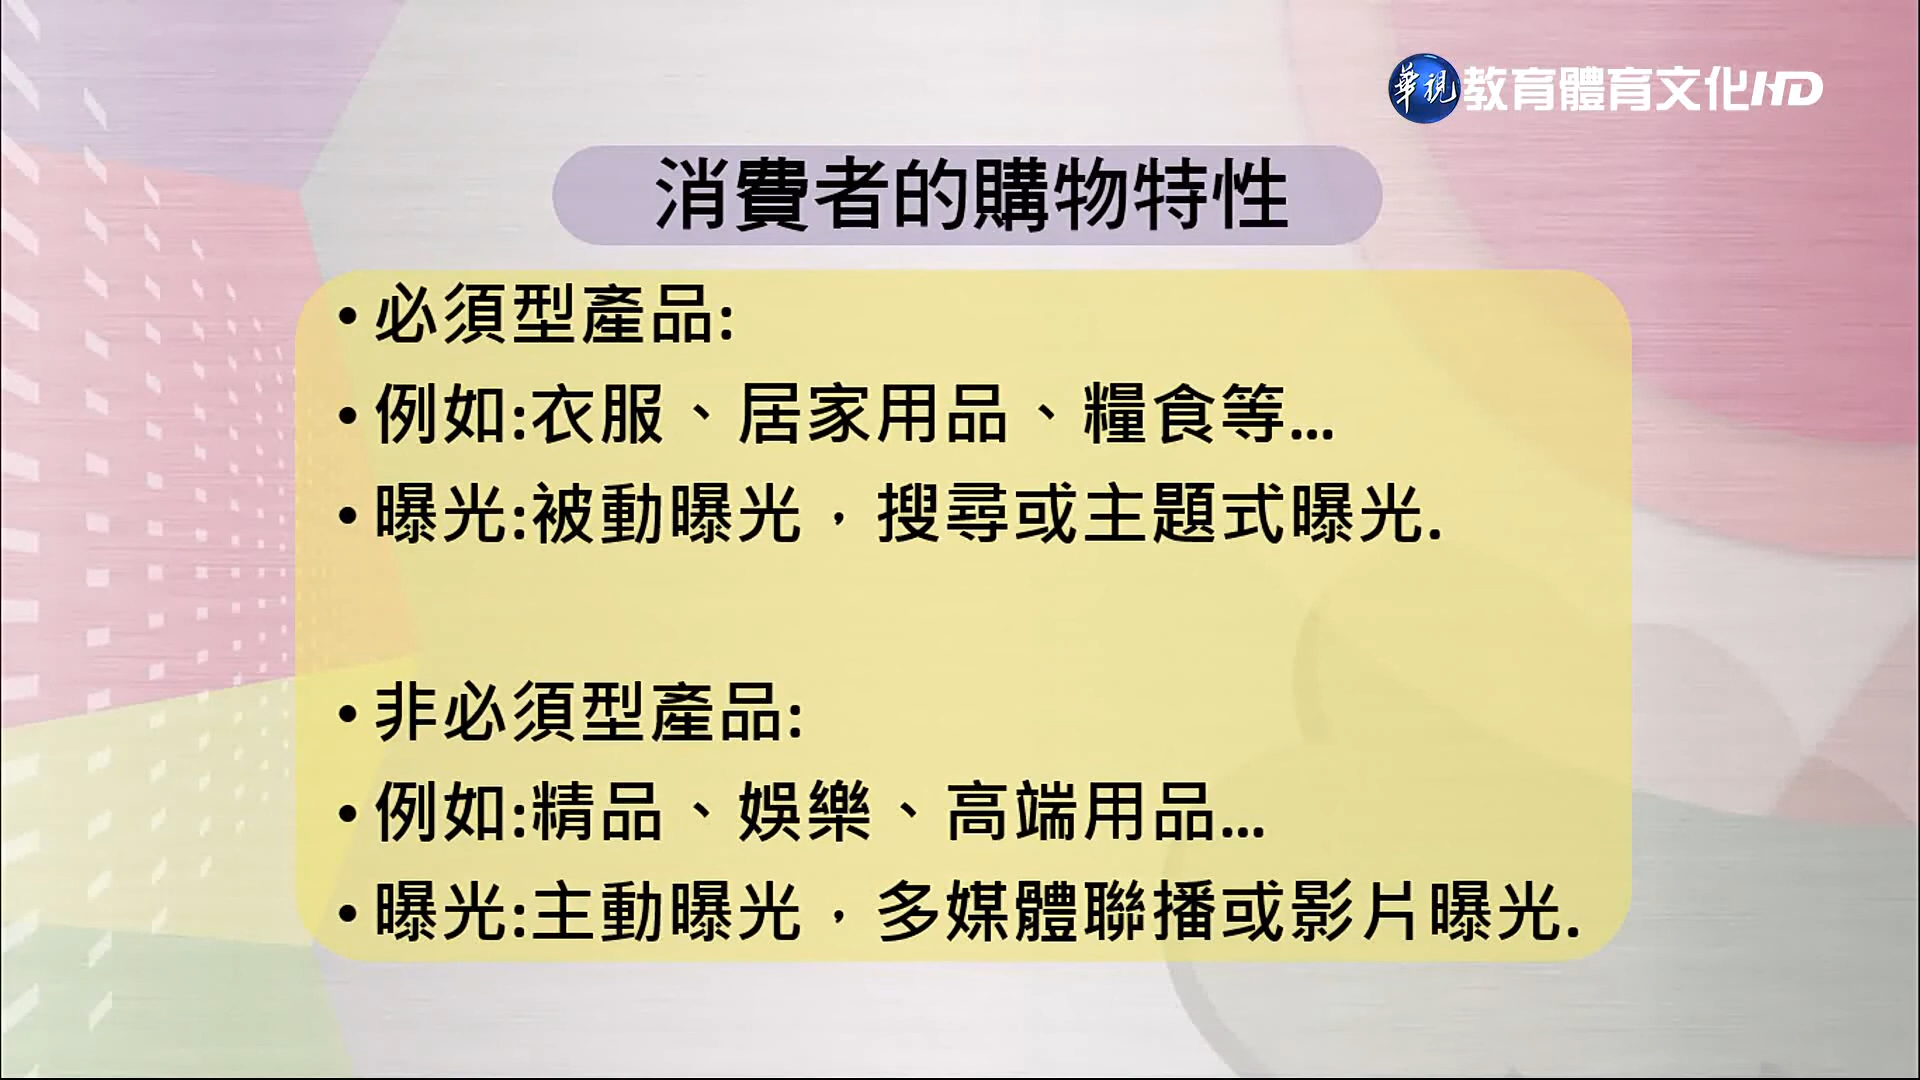 華視 教育體育文化HD
消費者的購物特性
• 必須型產品:
• 例如:衣服、居家用品、糧食等...
• 曝光:被動曝光，搜尋或主題式曝光.
• 非必須型產品:
• 例如:精品、娛樂、高端用品...
• 曝光:主動曝光，多媒體聯播或影片曝光.